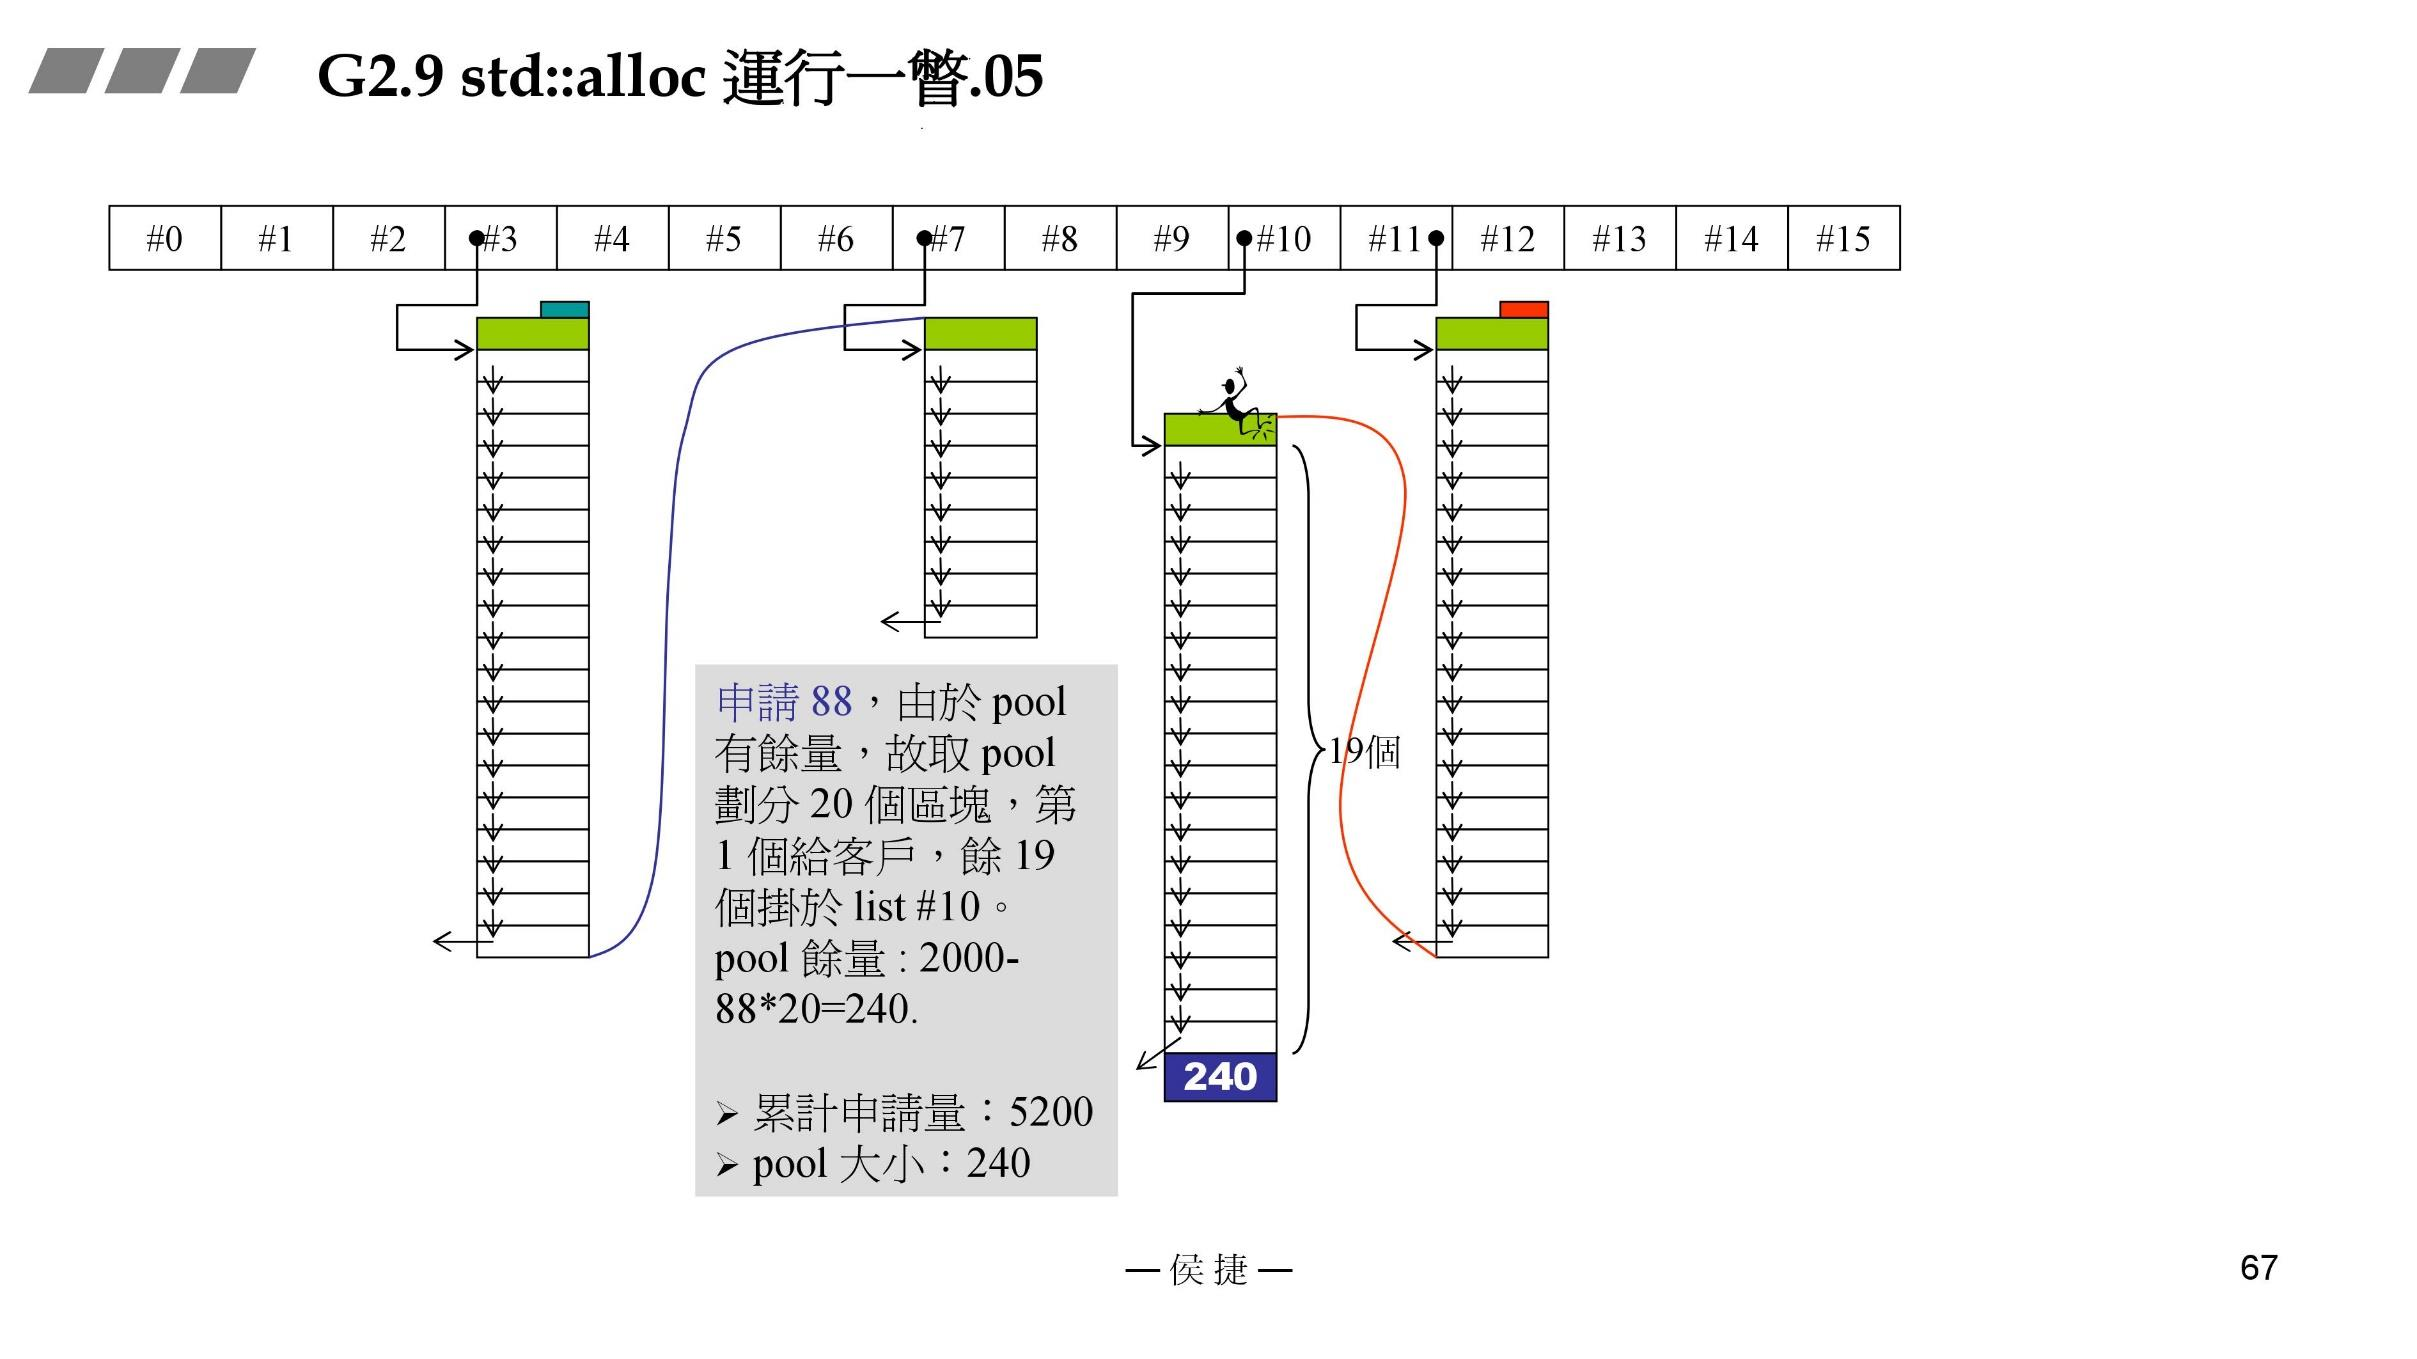 G2.9 std::alloc 運行一瞥.05
#0 #1 #2 #3 #4 #5 #6 #7 #8 #9 #10 #11 #12 #13 #14 #15
申請 88，由於 pool
有餘量，故取 pool
劃分 20 個區塊，第
1 個給客戶，餘 19
個掛於 list #10。
pool 餘量 : 2000-
88*20=240.
➢ 累計申請量：5200
➢ pool 大小：240
19個
240
— 侯 捷 —
67